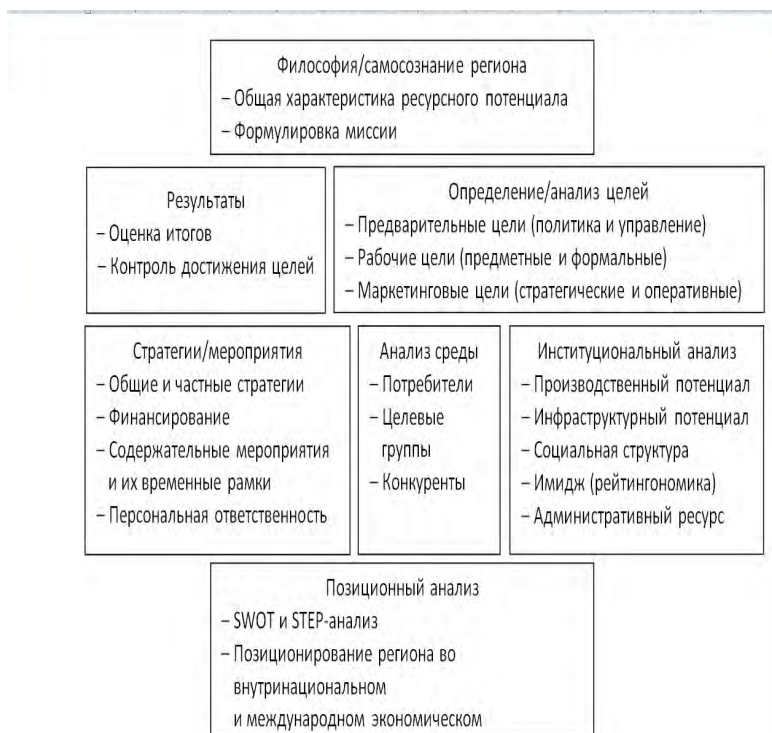 Философия/самосознание региона
– Общая характеристика ресурсного потенциала
– Формулировка миссии
Результаты
– Оценка итогов
– Контроль достижения целей
Определение/анализ целей
– Предварительные цели (политика и управление)
– Рабочие цели (предметные и формальные)
– Маркетинговые цели (стратегические и оперативные)
Стратегии/мероприятия
– Общие и частные стратегии
– Финансирование
– Содержательные мероприятия
и их временные рамки
– Персональная ответственность
Анализ среды
– Потребители
– Целевые
группы
– Конкуренты
Институциональный анализ
– Производственный потенциал
– Инфраструктурный потенциал
– Социальная структура
– Имидж (рейтингономика)
– Административный ресурс
Позиционный анализ
– SWOT и STEP-анализ
– Позиционирование региона во
внутринациональном
и международном экономическом